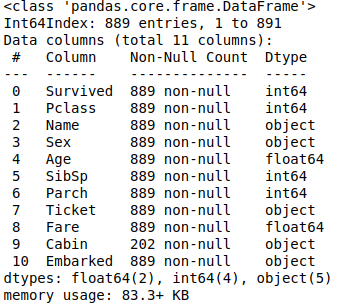 <class 'pandas.core.frame.DataFrame'>
Int64Index: 889 entries, 1 to 891
Data columns (total 11 columns):
 #   Column    Non-Null Count  Dtype
---  ------    --------------  -----
 0   Survived  889 non-null    int64
 1   Pclass    889 non-null    int64
 2   Name      889 non-null    object
 3   Sex       889 non-null    object
 4   Age       889 non-null    float64
 5   SibSp     889 non-null    int64
 6   Parch     889 non-null    int64
 7   Ticket    889 non-null    object
 8   Fare      889 non-null    float64
 9   Cabin     202 non-null    object
 10  Embarked  889 non-null    object
dtypes: float64(2), int64(4), object(5)
memory usage: 83.3+ KB